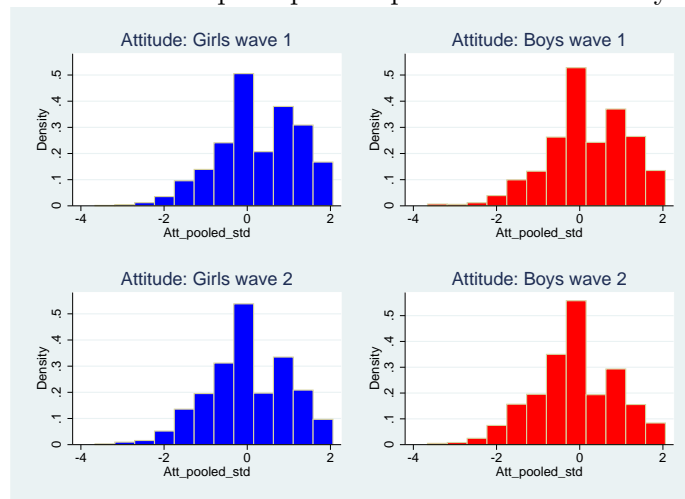 Attitude: Girls wave 1
Density
.5
.4
.3
.2
.1
0
-4 -2 0 2
Att_pooled_std
Attitude: Boys wave 1
Density
.5
.4
.3
.2
.1
0
-4 -2 0 2
Att_pooled_std
Attitude: Girls wave 2
Density
.5
.4
.3
.2
.1
0
-4 -2 0 2
Att_pooled_std
Attitude: Boys wave 2
Density
.5
.4
.3
.2
.1
0
-4 -2 0 2
Att_pooled_std